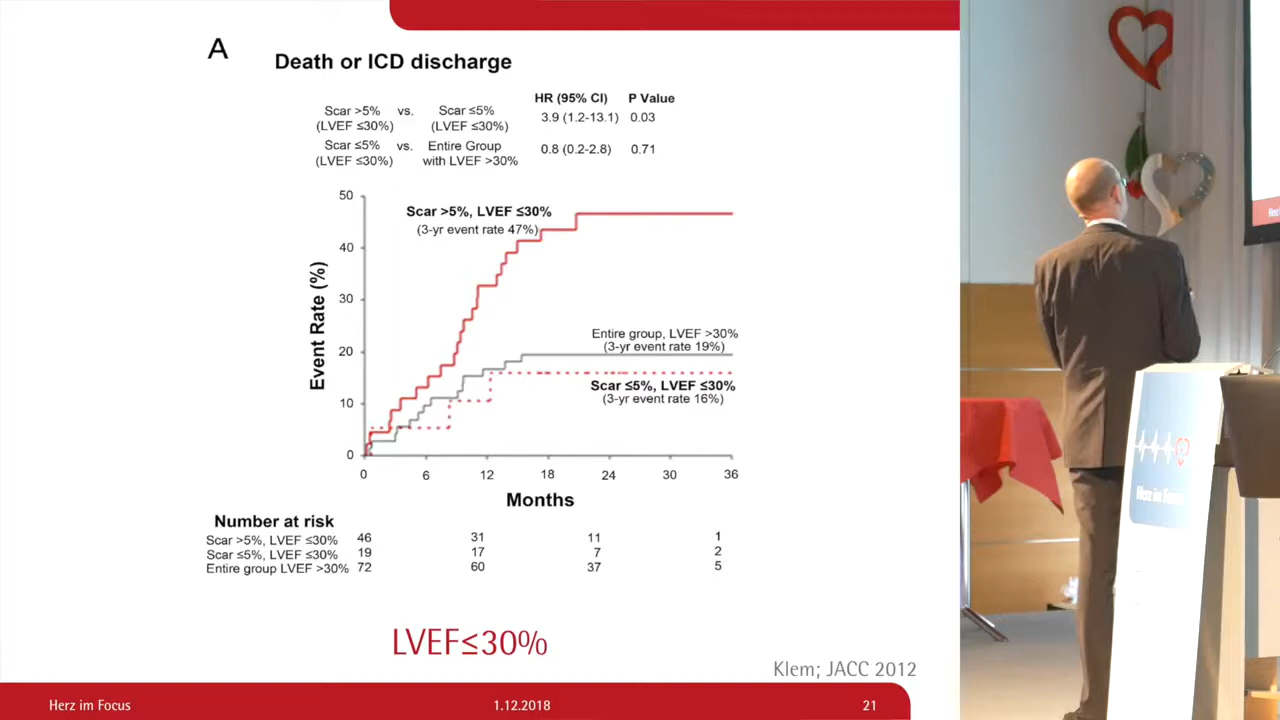 A
Death or ICD discharge
HR (95% CI) P Value
Scar >5% vs. Scar ≤5%
(LVEF ≤30%) (LVEF ≤30%)
3.9 (1.2-13.1) 0.03
Scar ≤5% vs. Entire Group
(LVEF ≤30%) with LVEF >30%
0.8 (0.2-2.8) 0.71
Event Rate (%)
50
40
30
20
10
0
Scar >5%, LVEF ≤30%
(3-yr event rate 47%)
Entire group, LVEF >30%
(3-yr event rate 19%)
Scar ≤5%, LVEF ≤30%
(3-yr event rate 16%)
0 6 12 18 24 30 36
Months
Number at risk
Scar >5%, LVEF ≤30% 46 31 11 1
Scar ≤5%, LVEF ≤30% 19 17 7 2
Entire group LVEF >30% 72 60 37 5
LVEF≤30%
Klem; JACC 2012
Herz im Focus 1.12.2018 21
Herz im Focus